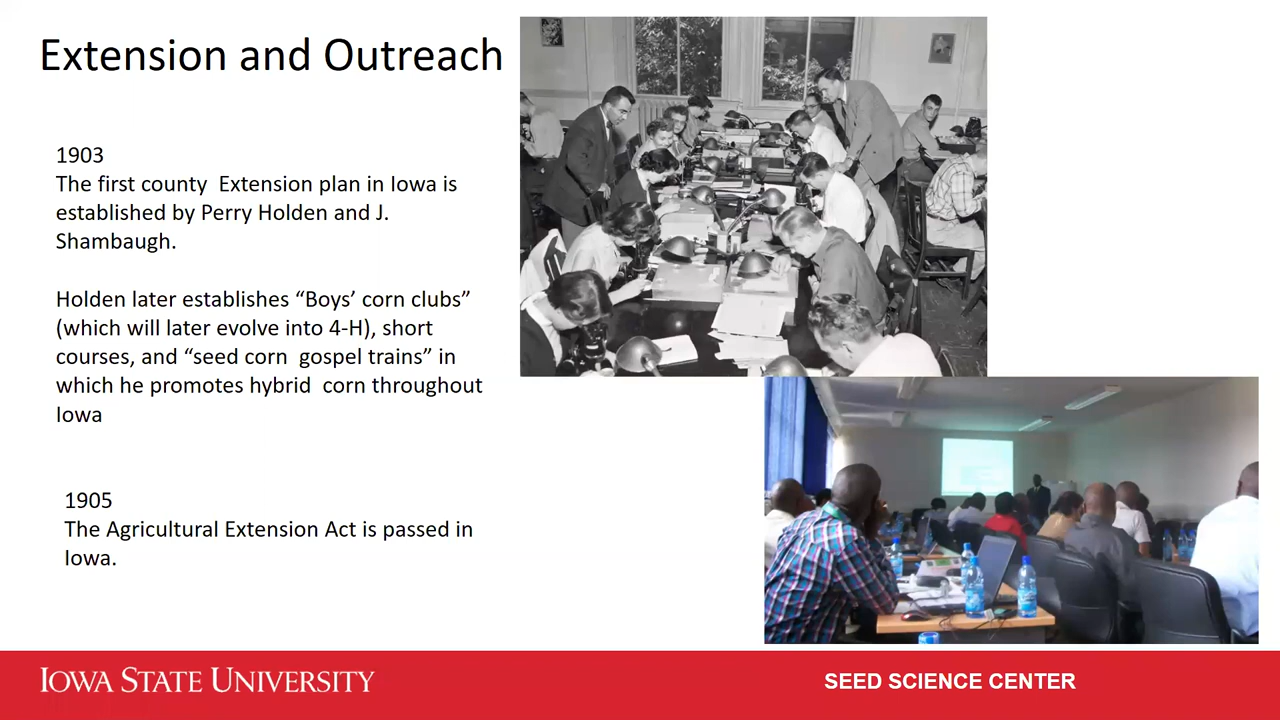 Extension and Outreach
1903
The first county  Extension plan in Iowa is
established by Perry Holden and J.
Shambaugh.
Holden later establishes “Boys’ corn clubs”
(which will later evolve into 4-H), short
courses, and “seed corn  gospel trains” in
which he promotes hybrid  corn throughout
Iowa
1905
The Agricultural Extension Act is passed in
Iowa.
IOWA STATE UNIVERSITY
SEED SCIENCE CENTER